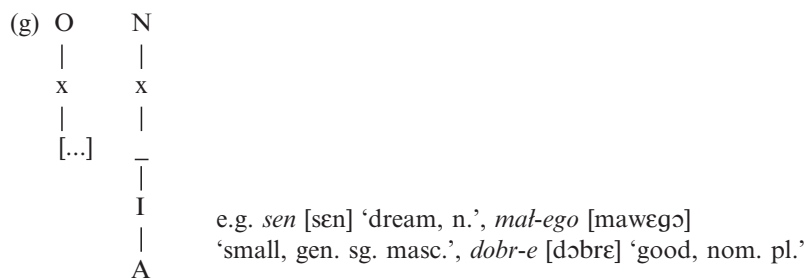 (g) O N
| |
x x
| |
[...] _
|
I
| e.g. sen [sɛn] ‘dream, n.’, mał-ego [mawɛgɔ]
‘small, gen. sg. masc.’, dobr-e [dɔbrɛ] ‘good, nom. pl.’
A